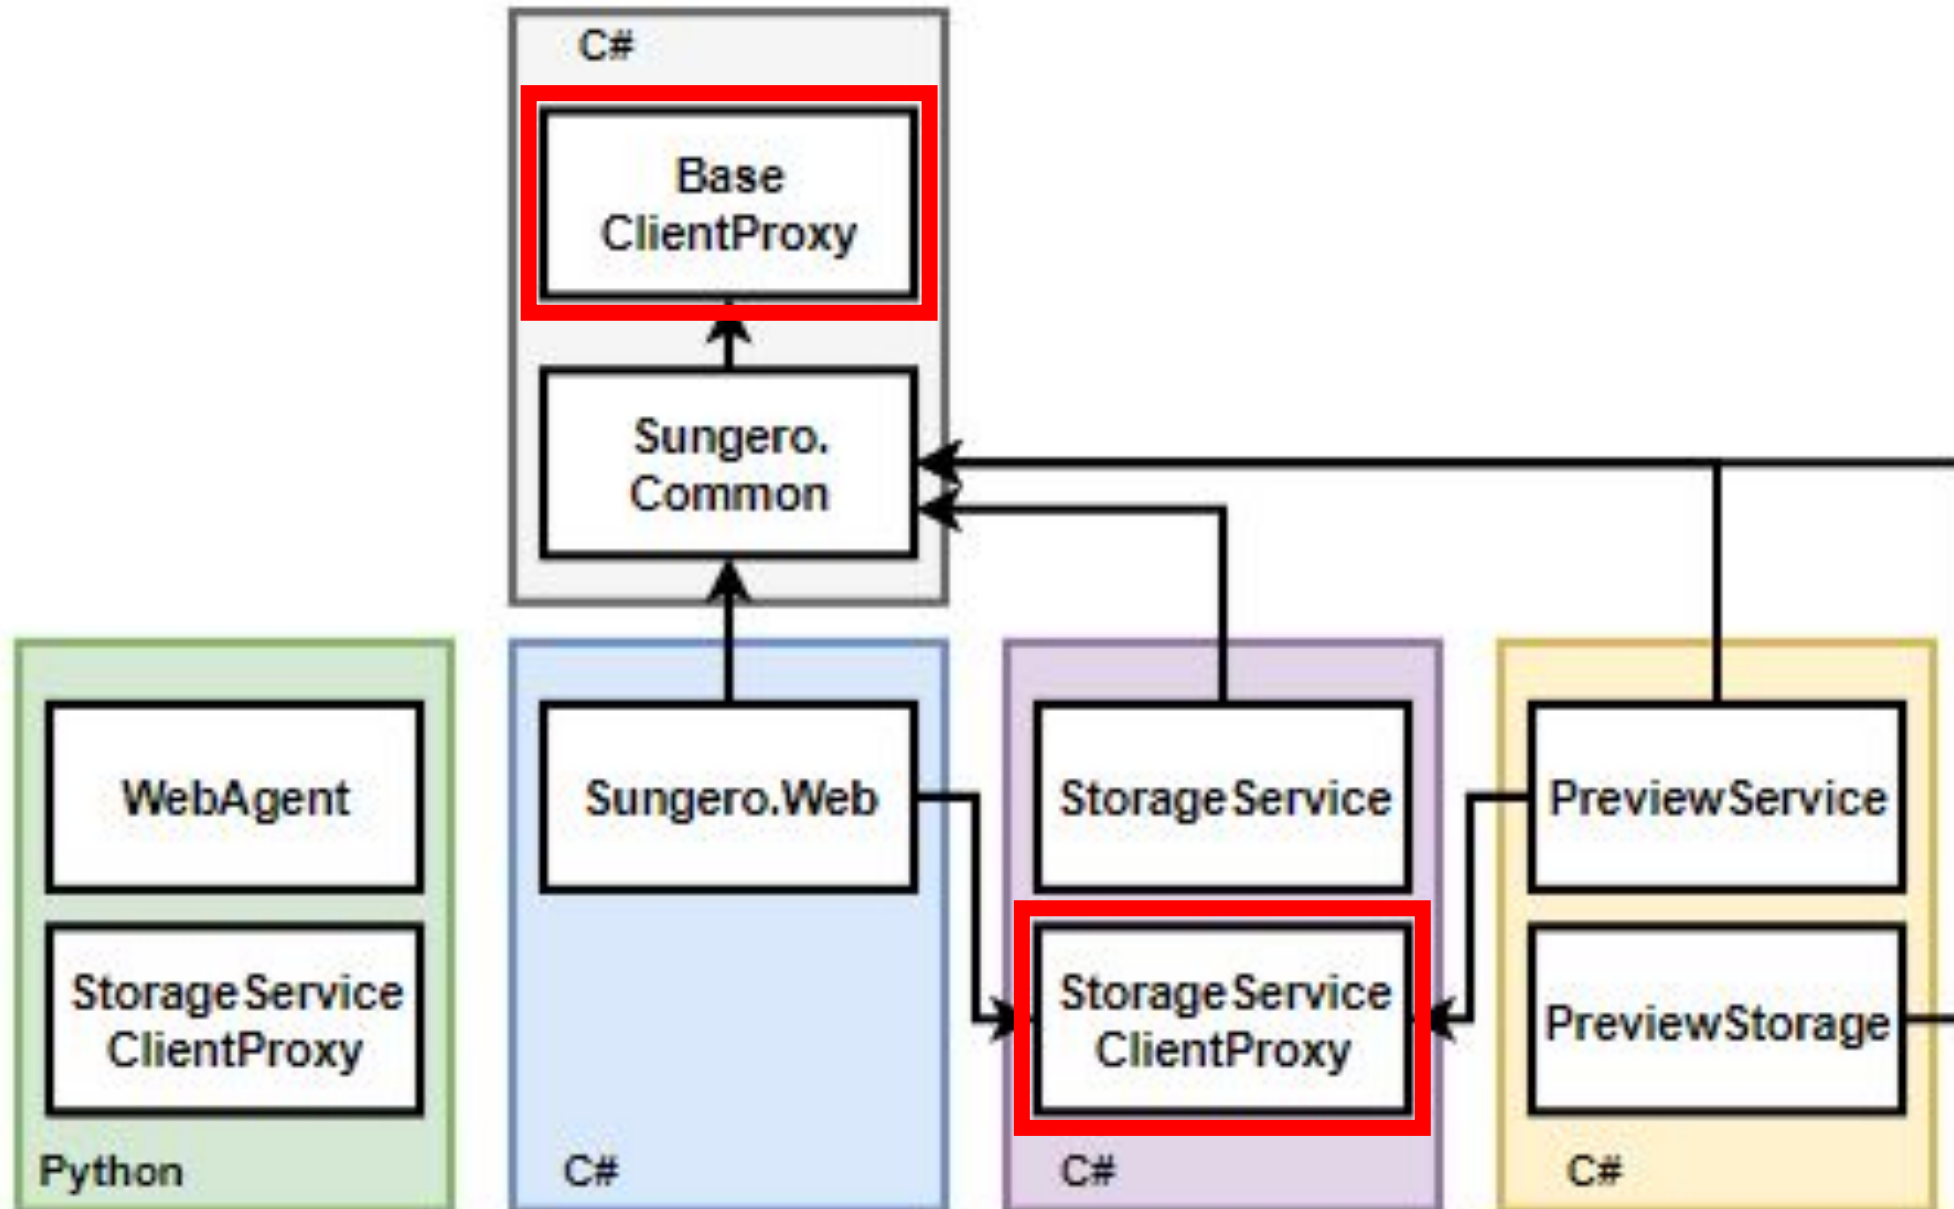 C#
Base
ClientProxy
Sungero.
Common
WebAgent
StorageService
ClientProxy
Python
Sungero.Web
C#
StorageService
StorageService
ClientProxy
C#
PreviewService
PreviewStorage
C#